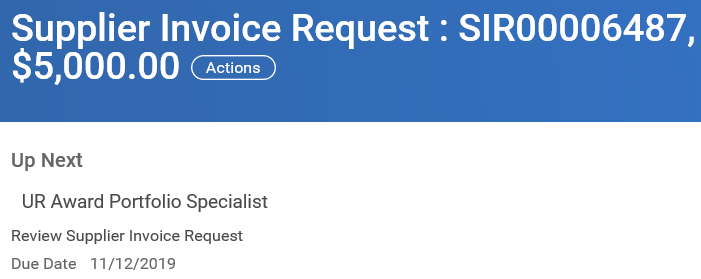 Supplier Invoice Request : SIR00006487,
$5,000.00 Actions
Up Next
UR Award Portfolio Specialist
Review Supplier Invoice Request
Due Date 11/12/2019